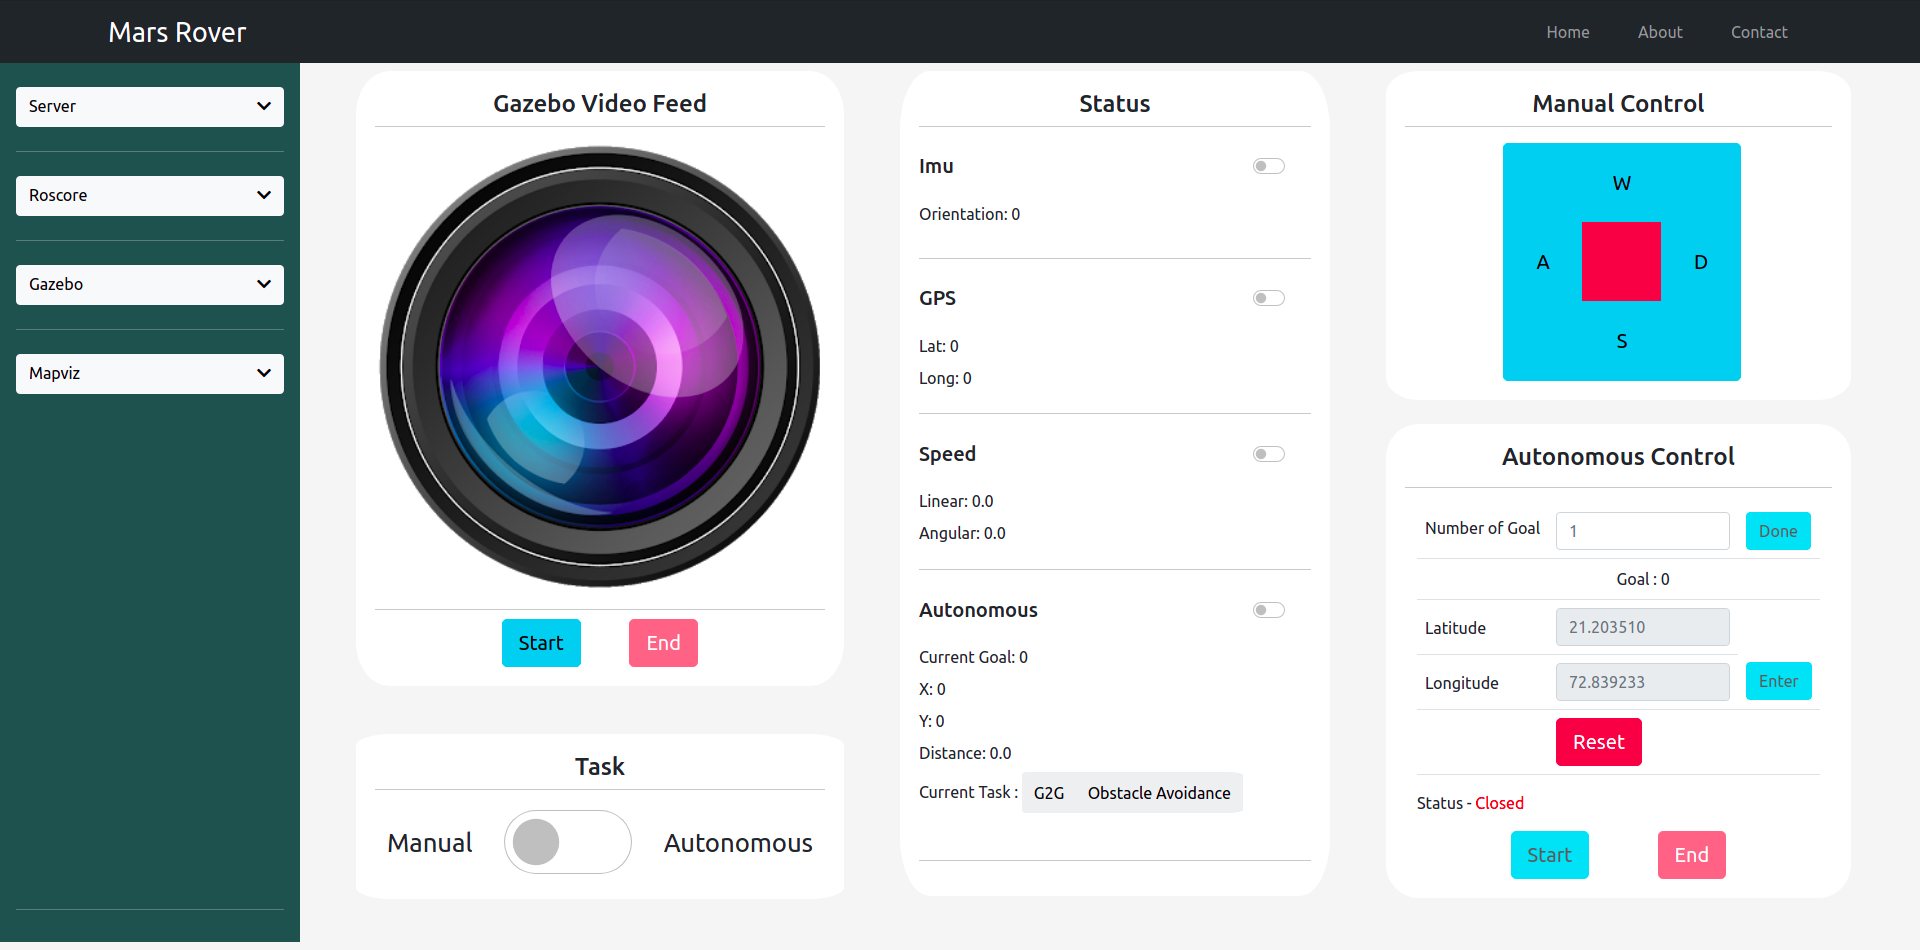 Mars Rover
Home About Contact
Server
Roscore
Gazebo
Mapviz
Gazebo Video Feed
Start End
Task
Manual Autonomous
Status
Imu
Orientation: 0
GPS
Lat: 0
Long: 0
Speed
Linear: 0.0
Angular: 0.0
Autonomous
Current Goal: 0
X: 0
Y: 0
Distance: 0.0
Current Task : G2G Obstacle Avoidance
Manual Control
W
A D
S
Autonomous Control
Number of Goal 1 Done
Goal : 0
Latitude 21.203510
Longitude 72.839233 Enter
Reset
Status - Closed
Start End